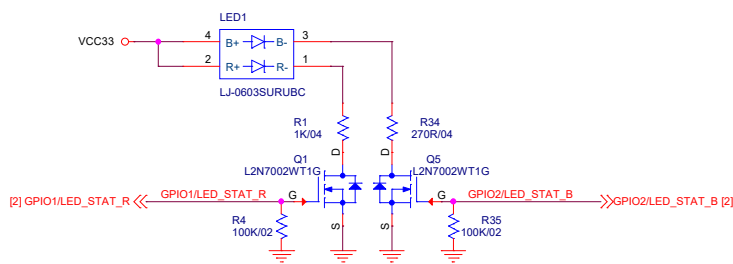 LED1
VCC33
4 B+ B- 3
2 R+ R- 1
LJ-0603SURUBC
R1
1K/04
R34
270R/04
D
D
Q1
L2N7002WT1G
Q5
L2N7002WT1G
[2] GPIO1/LED_STAT_R
GPIO1/LED_STAT_R
G
G
GPIO2/LED_STAT_B
GPIO2/LED_STAT_B [2]
R4
100K/02
S
S
R35
100K/02